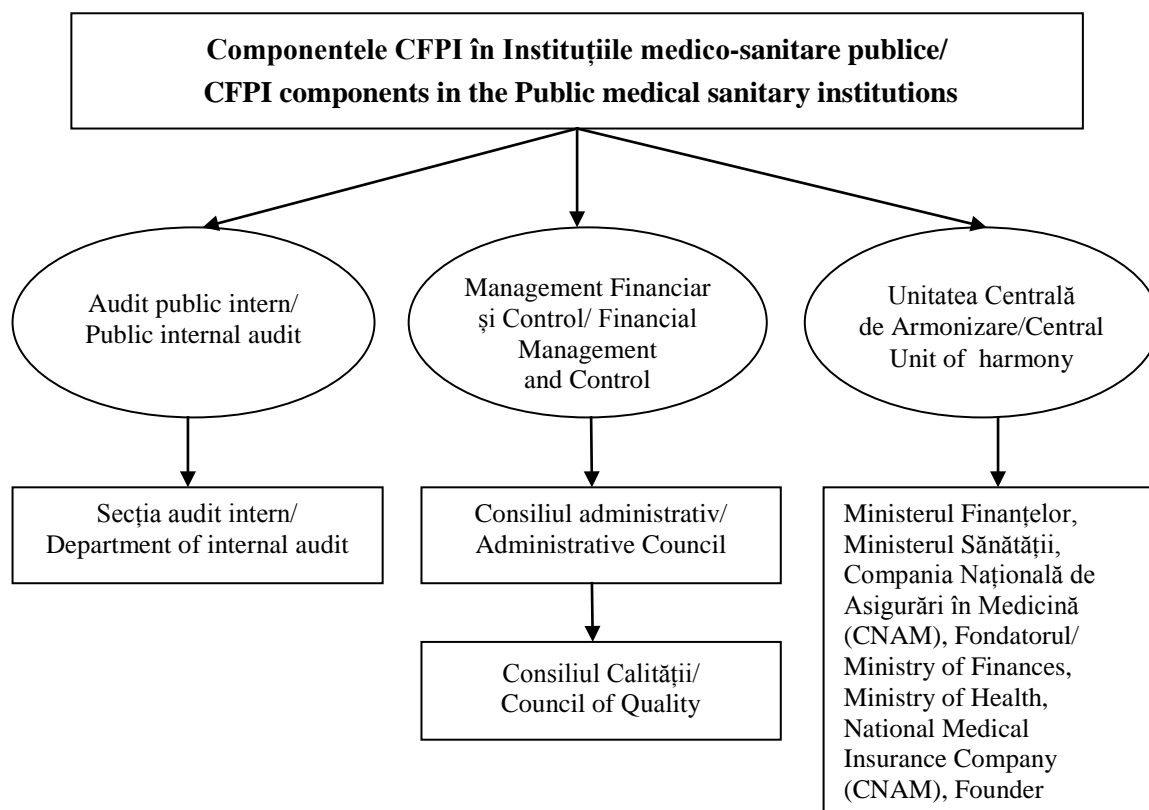 Componentele CFPI în Instituțiile medico-sanitare publice/
CFPI components in the Public medical sanitary institutions
Audit public intern/
Public internal audit
Management Financiar
și Control/ Financial
Management
and Control
Unitatea Centrală
de Armonizare/Central
Unit of harmony
Secția audit intern/
Department of internal audit
Consiliul administrativ/
Administrative Council
Consiliul Calității/
Council of Quality
Ministerul Finanțelor,
Ministerul Sănătății,
Compania Națională de
Asigurări în Medicină
(CNAM), Fondatorul/
Ministry of Finances,
Ministry of Health,
National Medical
Insurance Company
(CNAM), Founder